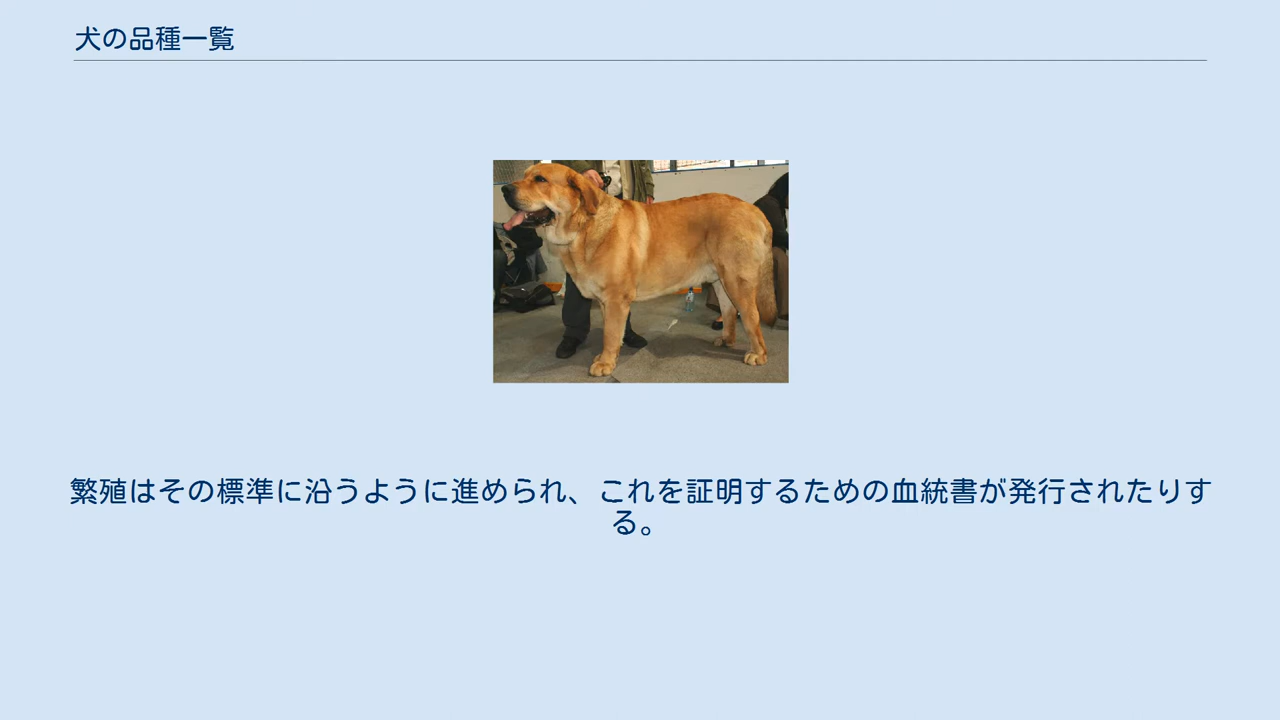 犬の品種一覧
繁殖はその標準に沿うように進められ、これを証明するための血統書が発行されたりす
る。